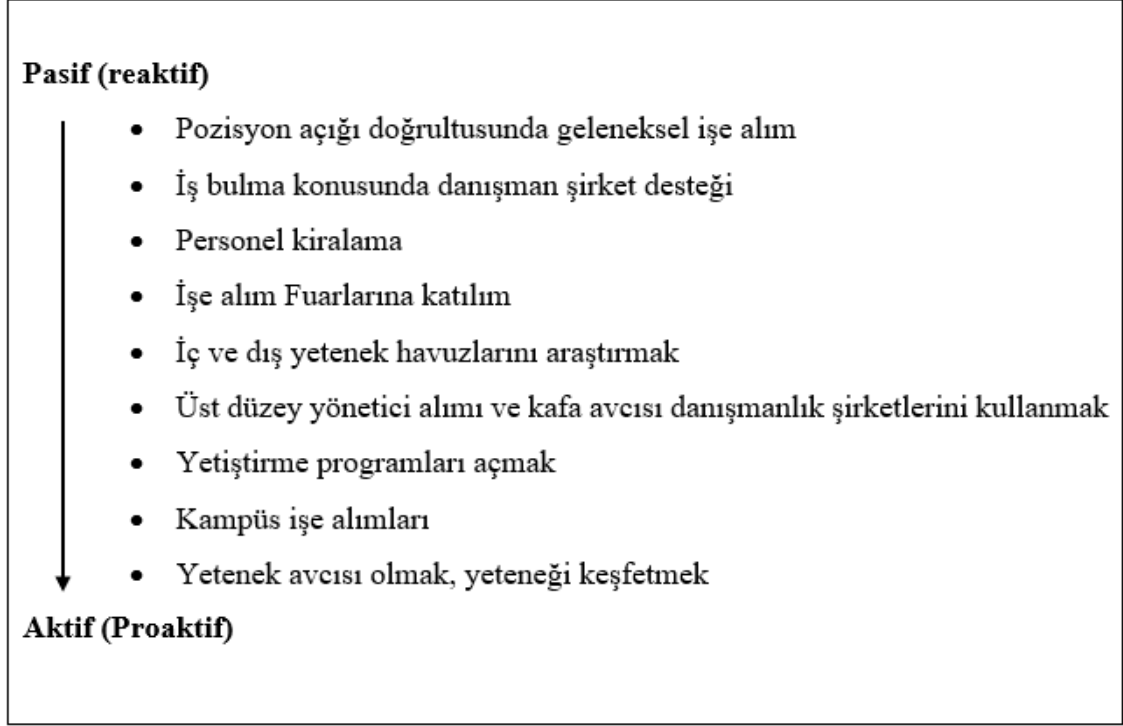 Pasif (reaktif)
• Pozisyon açığı doğrultusunda geleneksel işe alım
• İş bulma konusunda danışman şirket desteği
• Personel kiralama
• İşe alım Fuarlarına katılım
• İç ve dış yetenek havuzlarını araştırmak
• Üst düzey yönetici alımı ve kafa avcısı danışmanlık şirketlerini kullanmak
• Yetiştirme programları açmak
• Kampüs işe alımları
• Yetenek avcısı olmak, yeteneği keşfetmek
Aktif (Proaktif)